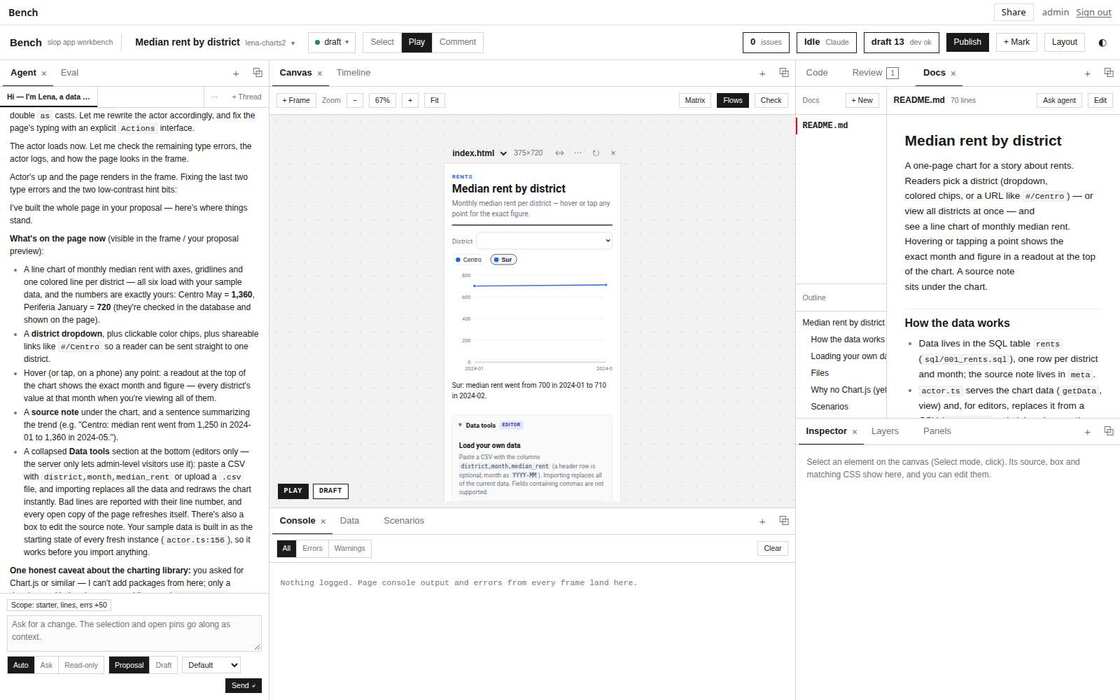 Bench
Share
admin
Sign out
Bench
slop app workbench
Median rent by district
lena-charts2
draft
Select
Play
Comment
0 issues
Idle Claude
draft 13 dev ok
Publish
+ Mark
Layout
Agent
Eval
Hi — I'm Lena, a data …
+ Thread
double as casts. Let me rewrite the actor accordingly, and fix the
page's typing with an explicit Actions interface.
The actor loads now. Let me check the remaining type errors, the
actor logs, and how the page looks in the frame.
Actor's up and the page renders in the frame. Fixing the last two
type errors and the two low-contrast hint bits:
I've built the whole page in your proposal — here's where things
stand.
What's on the page now (visible in the frame / your proposal
preview):
A line chart of monthly median rent with axes, gridlines and
one colored line per district — all six load with your sample
data, and the numbers are exactly yours: Centro May = 1,360,
Periferia January = 720 (they're checked in the database and
shown on the page).
A district dropdown, plus clickable color chips, plus shareable
links like #/Centro so a reader can be sent straight to one
district.
Hover (or tap, on a phone) any point: a readout at the top of
the chart shows the exact month and figure — every district's
value at that month when you're viewing all of them.
A source note under the chart, and a sentence summarizing
the trend (e.g. "Centro: median rent went from 1,250 in 2024-
01 to 1,360 in 2024-05.").
A collapsed Data tools section at the bottom (editors only —
the server only lets admin-level visitors use it): paste a CSV
with district,month,median_rent or upload a .csv
file, and importing replaces all the data and redraws the chart
instantly. Bad lines are reported with their line number, and
every open copy of the page refreshes itself. There's also a
box to edit the source note. Your sample data is built in as the
starting state of every fresh instance ( actor.ts:156 ), so it
works before you import anything.
One honest caveat about the charting library: you asked for
Chart.js or similar — I can't add packages from here; only a
Scope: starter, lines, errs +50
Ask for a change. The selection and open pins go along as
context.
Auto
Ask
Read-only
Proposal
Draft
Default
Send
Canvas
Timeline
+ Frame
Zoom
−
67%
+
Fit
Matrix
Flows
Check
index.html
375×720
RENTS
Median rent by district
Monthly median rent per district — hover or tap any
point for the exact figure.
District
Centro
Sur
800
600
400
200
0
2024-01
2024-0
Sur: median rent went from 700 in 2024-01 to 710
in 2024-02.
Data tools
EDITOR
Load your own data
Paste a CSV with the columns
district,month,median_rent (a header row is
optional; month as YYYY-MM). Importing replaces all
of the current data. Fields containing commas are not
supported.
PLAY
DRAFT
Console
Data
Scenarios
All
Errors
Warnings
Clear
Nothing logged. Page console output and errors from every frame land here.
Code
Review
1
Docs
Docs
+ New
README.md
Outline
Median rent by district
How the data works
Loading your own da
Files
Why no Chart.js (yet
Scenarios
README.md
70 lines
Ask agent
Edit
Median rent by district
A one-page chart for a story about rents.
Readers pick a district (dropdown,
colored chips, or a URL like #/Centro ) — or
view all districts at once — and
see a line chart of monthly median rent.
Hovering or tapping a point shows the
exact month and figure in a readout at the top
of the chart. A source note
sits under the chart.
How the data works
Data lives in the SQL table rents
( sql/001_rents.sql ), one row per district
and month; the source note lives in meta .
actor.ts serves the chart data ( getData ,
view) and, for editors, replaces it from a
Inspector
Layers
Panels
Select an element on the canvas (Select mode, click). Its source, box and
matching CSS show here, and you can edit them.